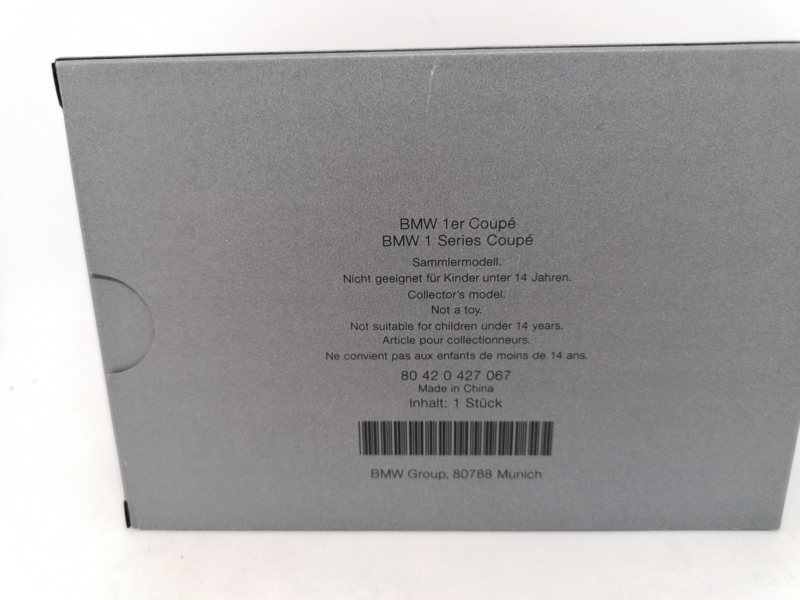 BMW 1er Coupé
BMW 1 Series Coupé
Sammlermodell.
Nicht geeignet für Kinder unter 14 Jahren.
Collector's model.
Not a toy.
Not suitable for children under 14 years.
Article pour collectionneurs.
Ne convient pas aux enfants de moins de 14 ans.
80 42 0 427 067
Made in China
Inhalt: 1 Stück
BMW Group, 80788 Munich